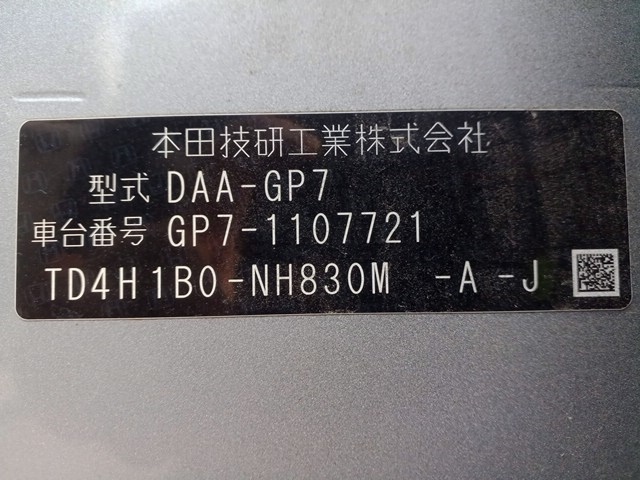 本田技研工業株式会社
型式 DAA-GP7
車台番号 GP7-1107721
TD4H1B0-NH830M -A-J